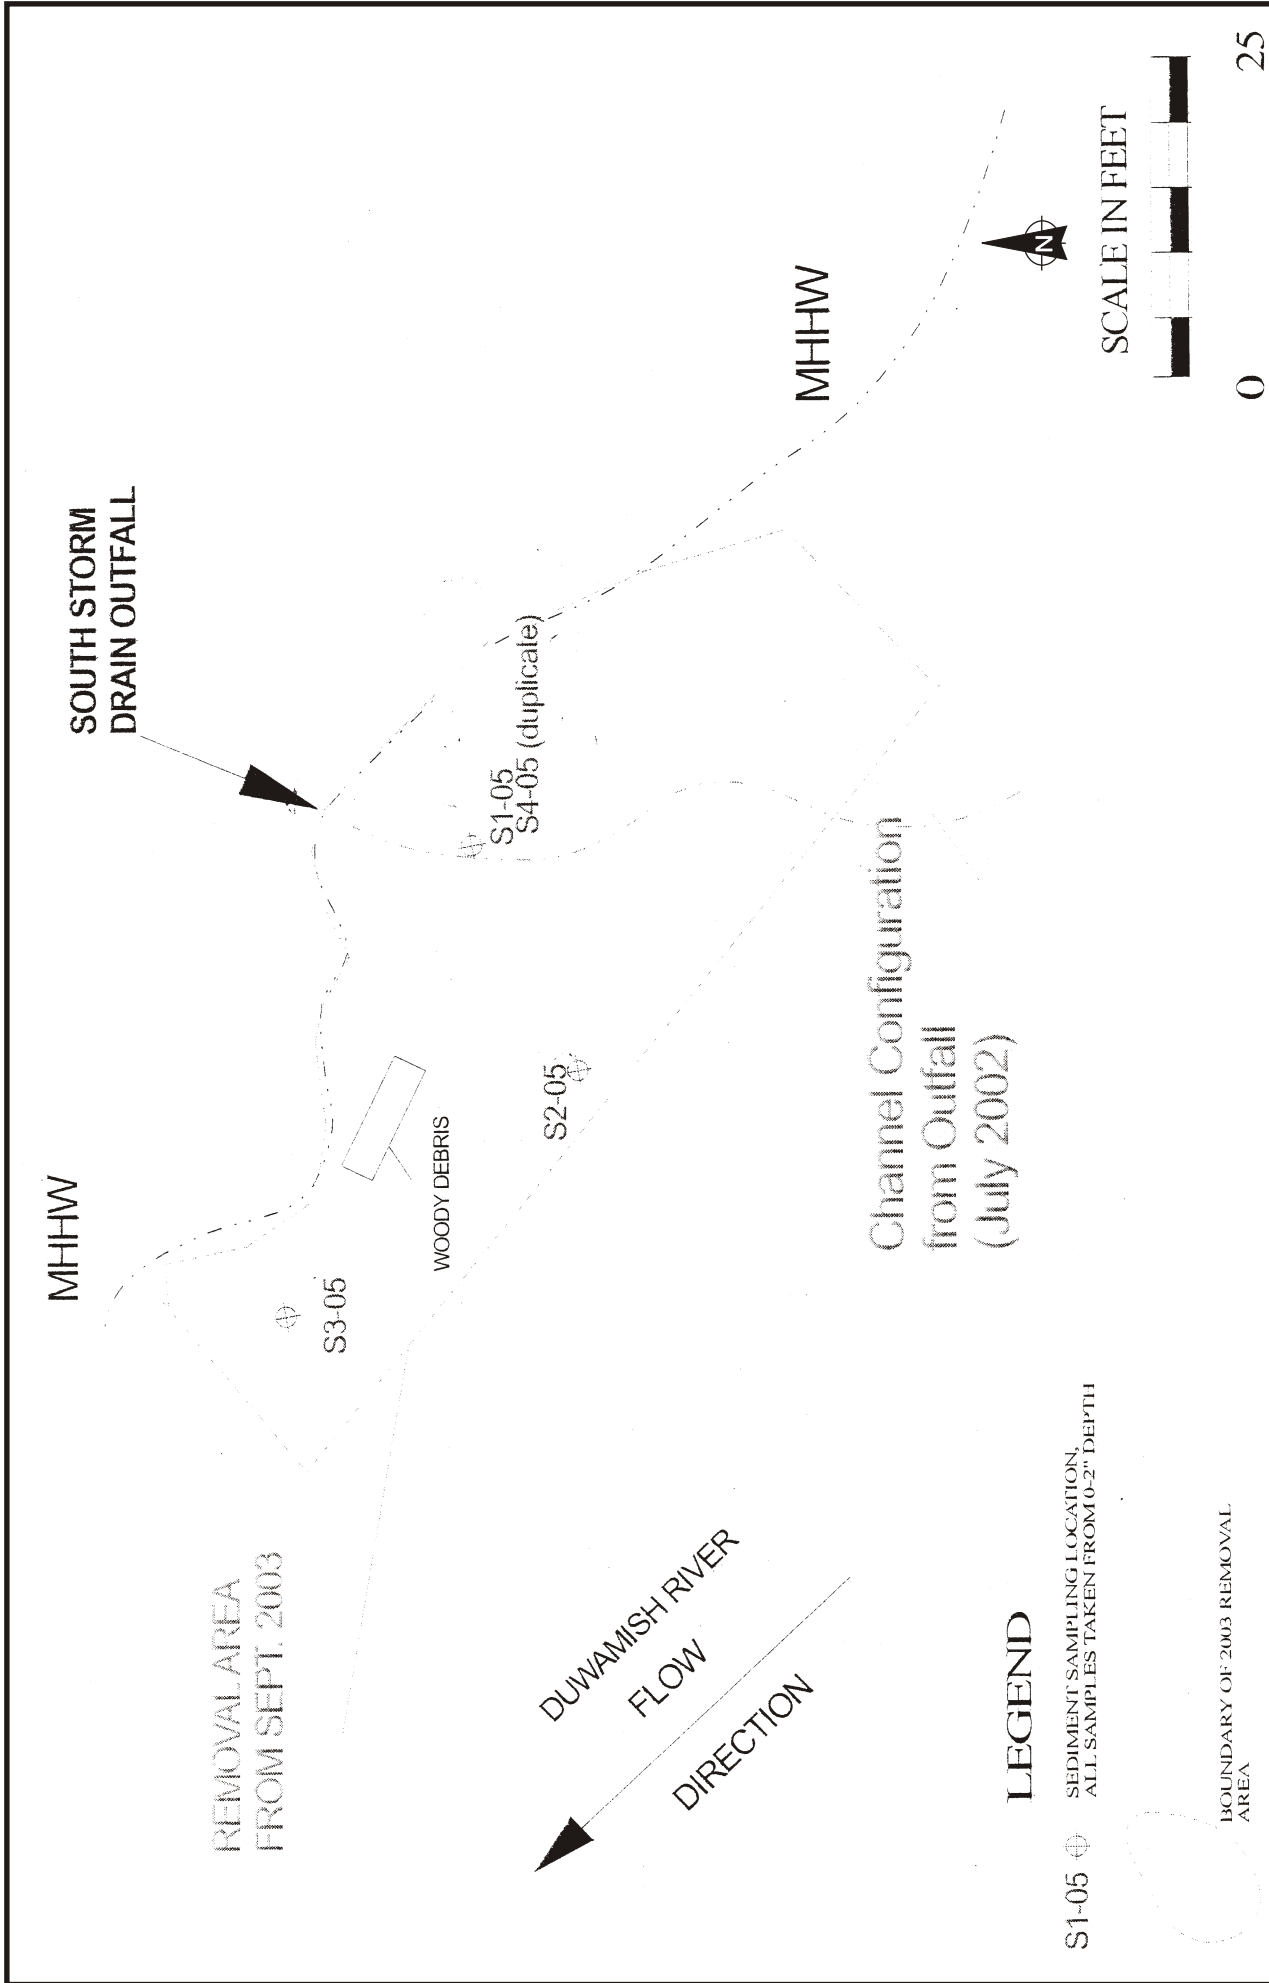 SOUTH STORM
DRAIN OUTFALL
MHHW
MHHW
S3-05
WOODY DEBRIS
S2-05
S1-05
S4-05 (duplicate)
REMOVAL AREA
FROM SEPT. 2003
Channel Configuration
from Outfall
(July 2002)
DUWAMISH RIVER
FLOW
DIRECTION
N
SCALE IN FEET
0 25
LEGEND
S1-05 SEDIMENT SAMPLING LOCATION,
ALL SAMPLES TAKEN FROM 0-2" DEPTH
BOUNDARY OF 2003 REMOVAL
AREA